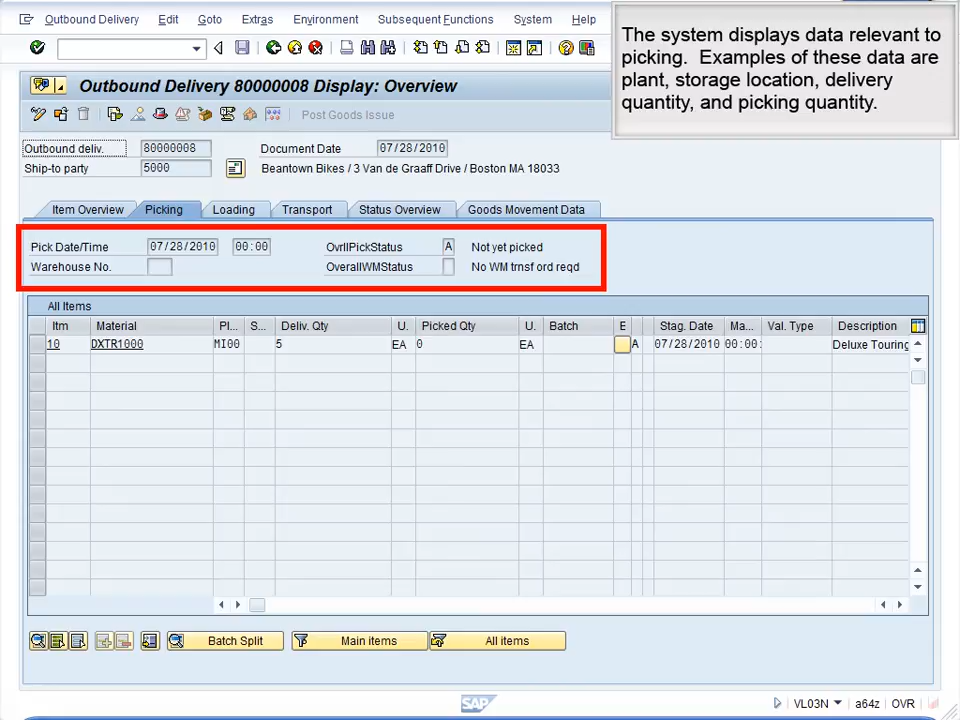 Outbound Delivery Edit Goto Extras Environment Subsequent Functions System Help
The system displays data relevant to
picking. Examples of these data are
plant, storage location, delivery
quantity, and picking quantity.
Outbound Delivery 80000008 Display: Overview
Post Goods Issue
Outbound deliv. 80000008 Document Date 07/28/2010
Ship-to party 5000 Beantown Bikes / 3 Van de Graaff Drive / Boston MA 18033
Item Overview Picking Loading Transport Status Overview Goods Movement Data
Pick Date/Time 07/28/2010 00:00 OvrllPickStatus A Not yet picked
Warehouse No. OverallWMStatus No WM trnsf ord reqd
All Items
Itm Material Pl... S... Deliv. Qty U. Picked Qty U. Batch E Stag. Date Ma... Val. Type Description
10 DXTR1000 MI00 5 EA 0 EA A 07/28/2010 00:00: Deluxe Touring
Batch Split Main items All items
SAP VL03N a64z OVR